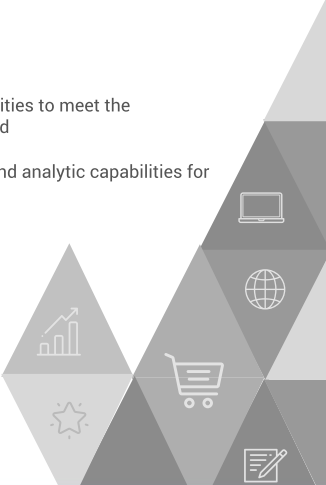 ities to meet the
d
nd analytic capabilities for